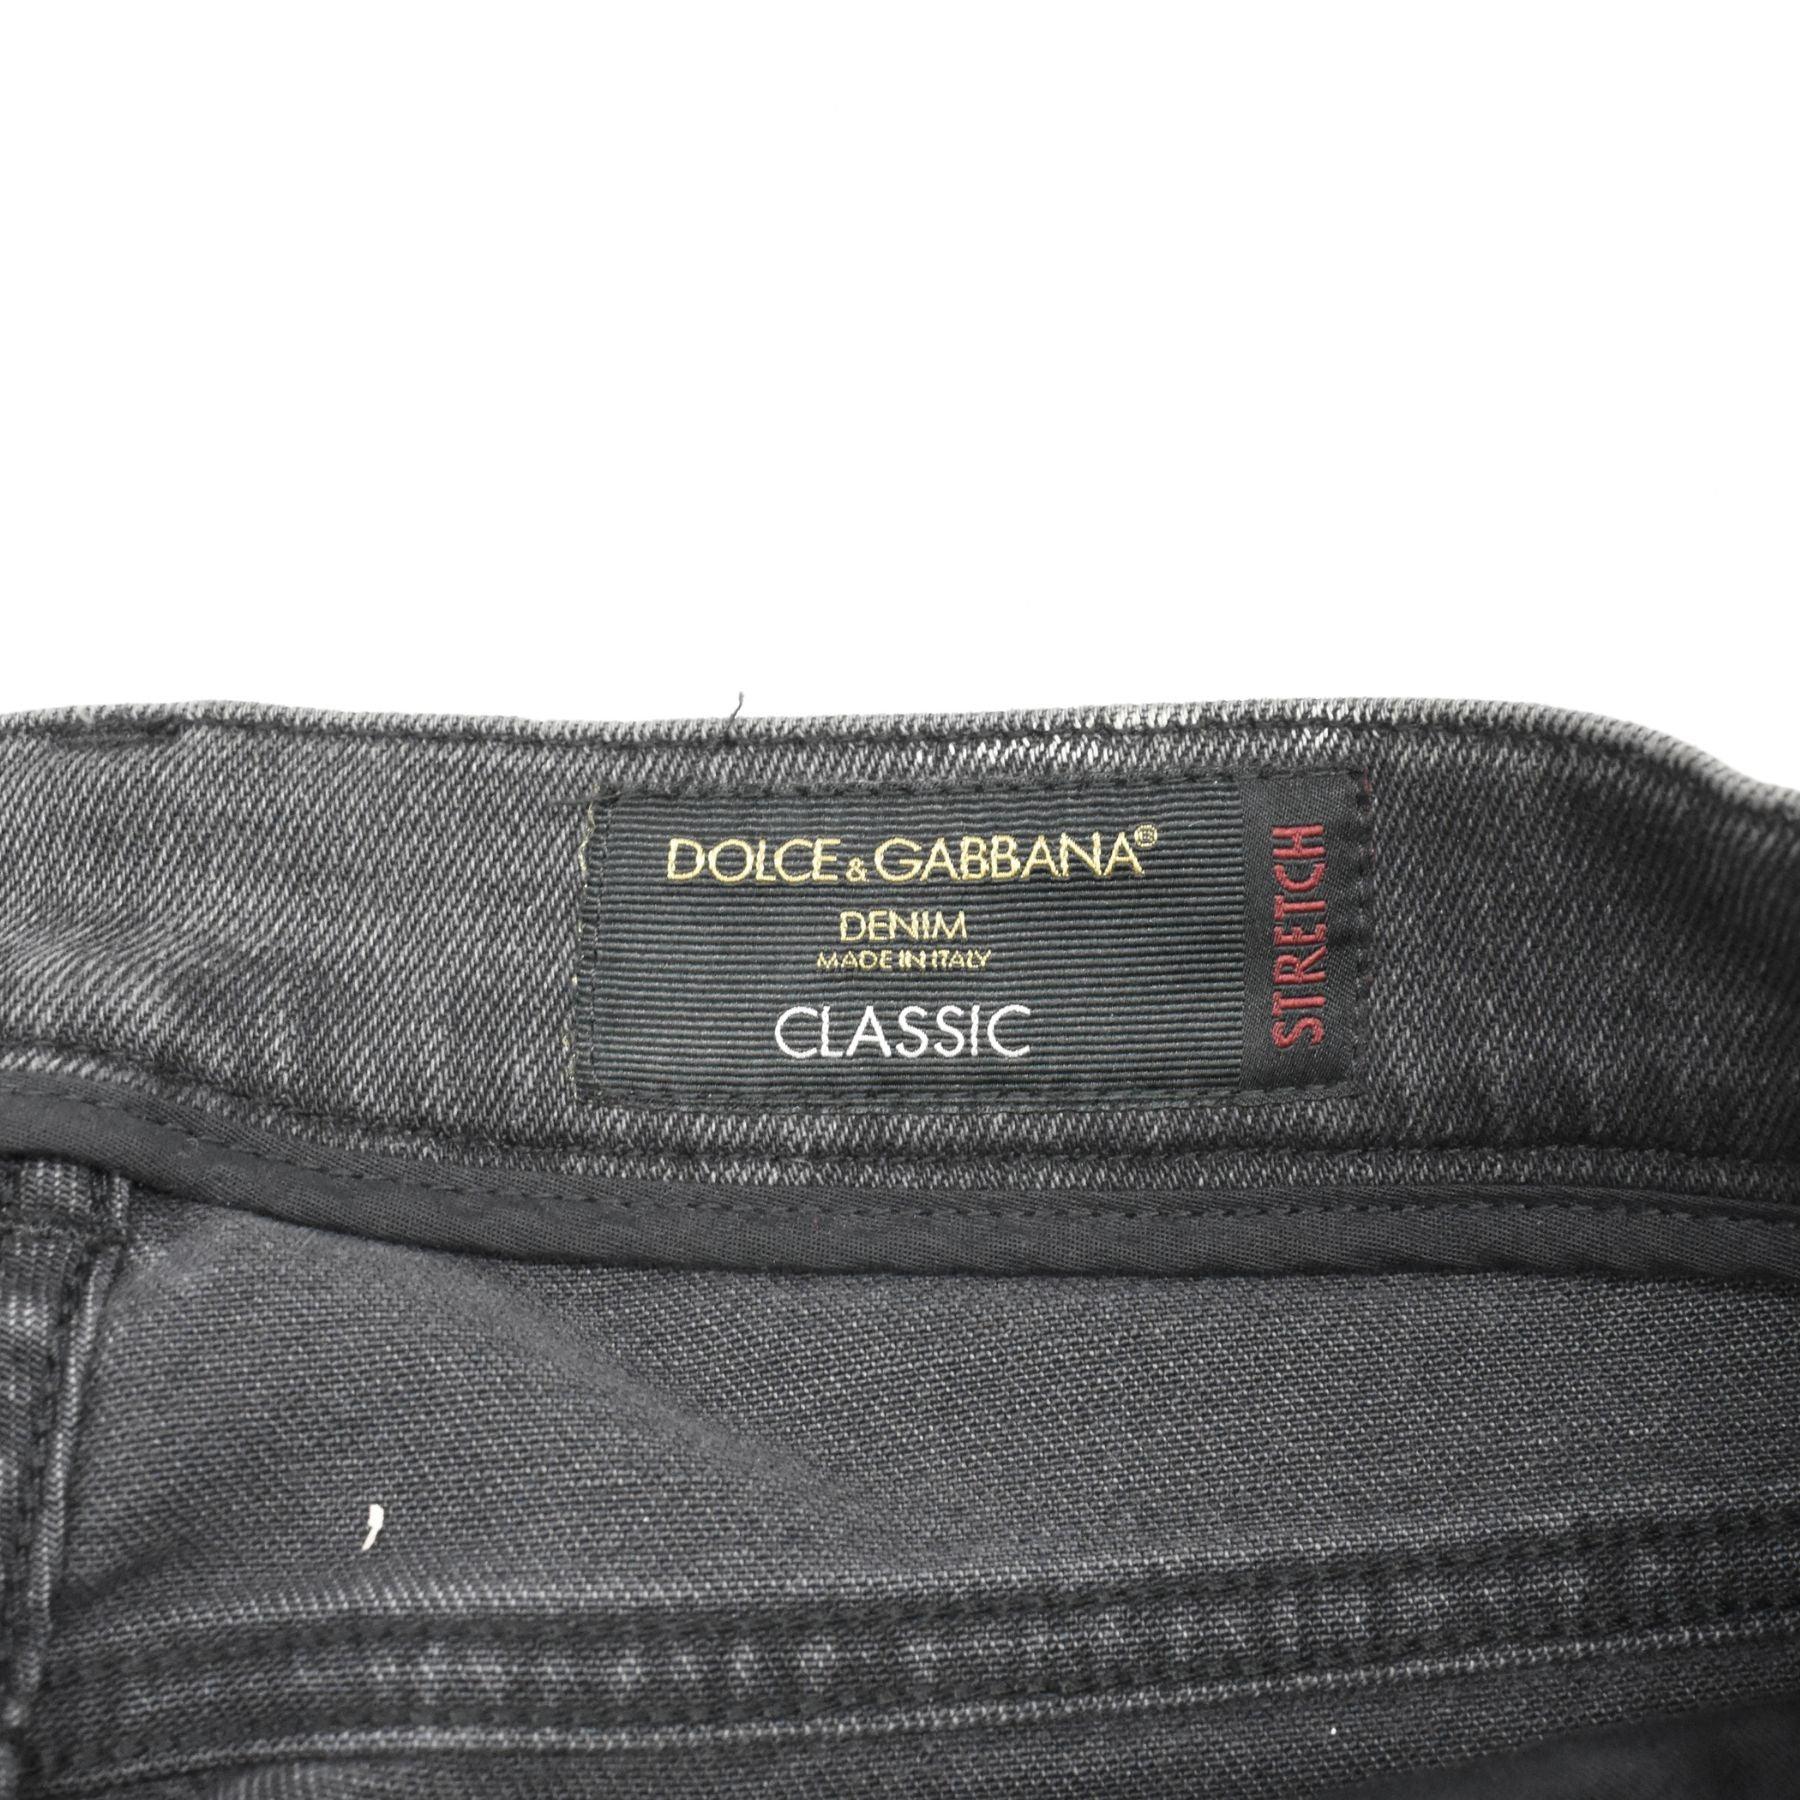 DOLCE & GABBANA®
DENIM
MADE IN ITALY
CLASSIC
STRETCH